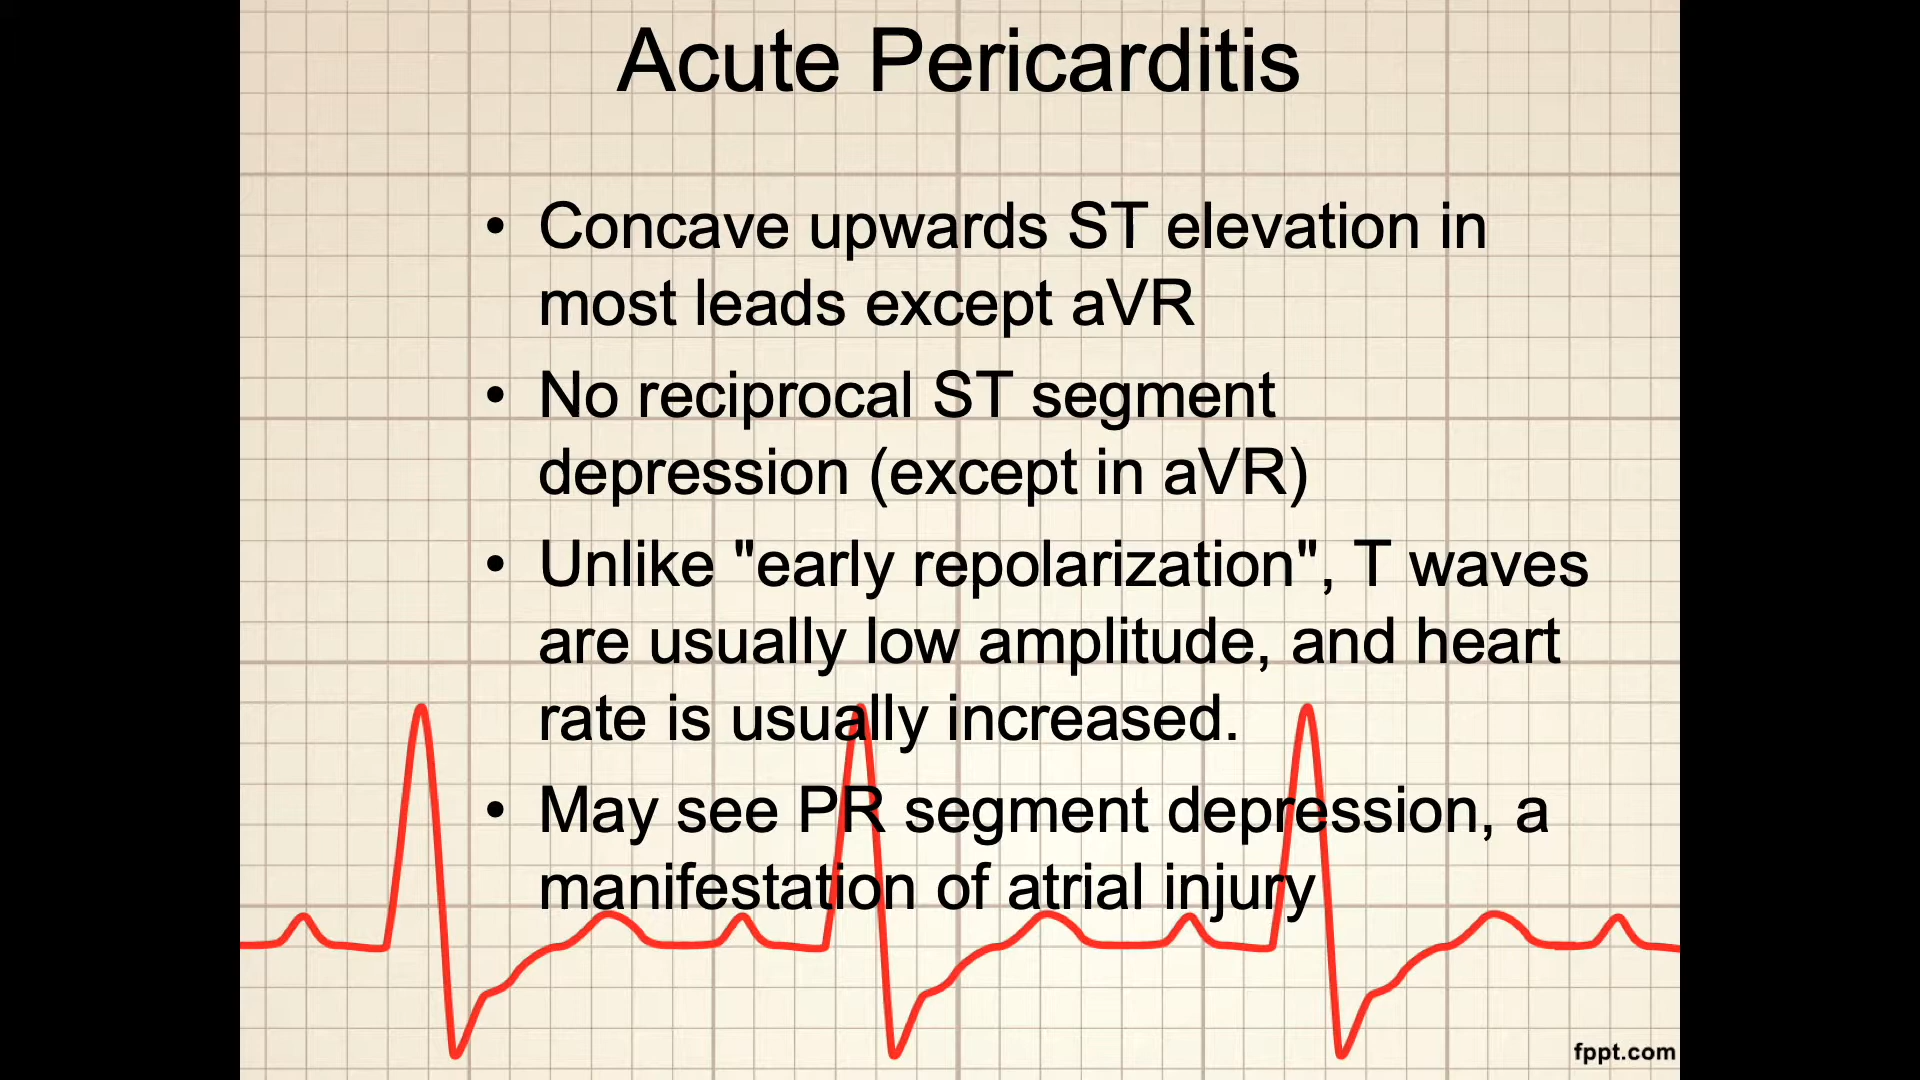 Acute Pericarditis
• Concave upwards ST elevation in
most leads except aVR
• No reciprocal ST segment
depression (except in aVR)
• Unlike "early repolarization", T waves
are usually low amplitude, and heart
rate is usually increased.
• May see PR segment depression, a
manifestation of atrial injury
fppt.com